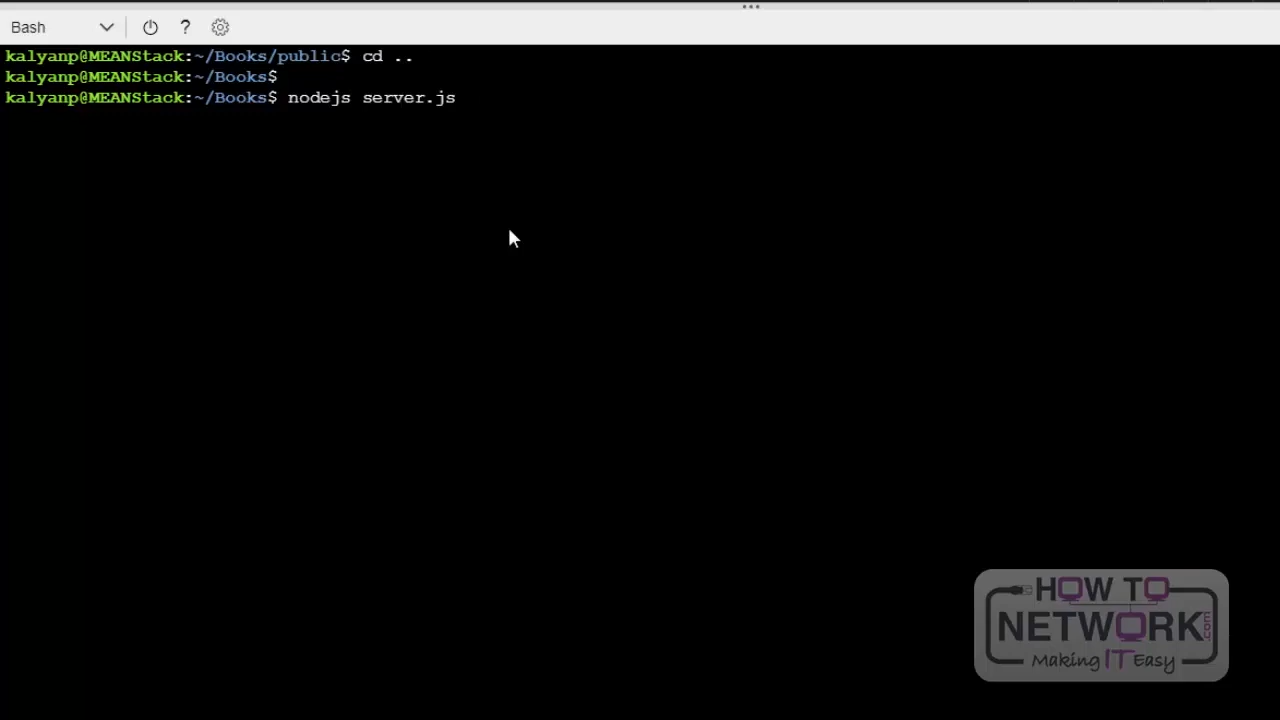 Bash
?
kalyanp@MEANStack:~/Books/public$ cd ..
kalyanp@MEANStack:~/Books$
kalyanp@MEANStack:~/Books$ nodejs server.js
HOW TO
NETWORK.com
Making IT Easy